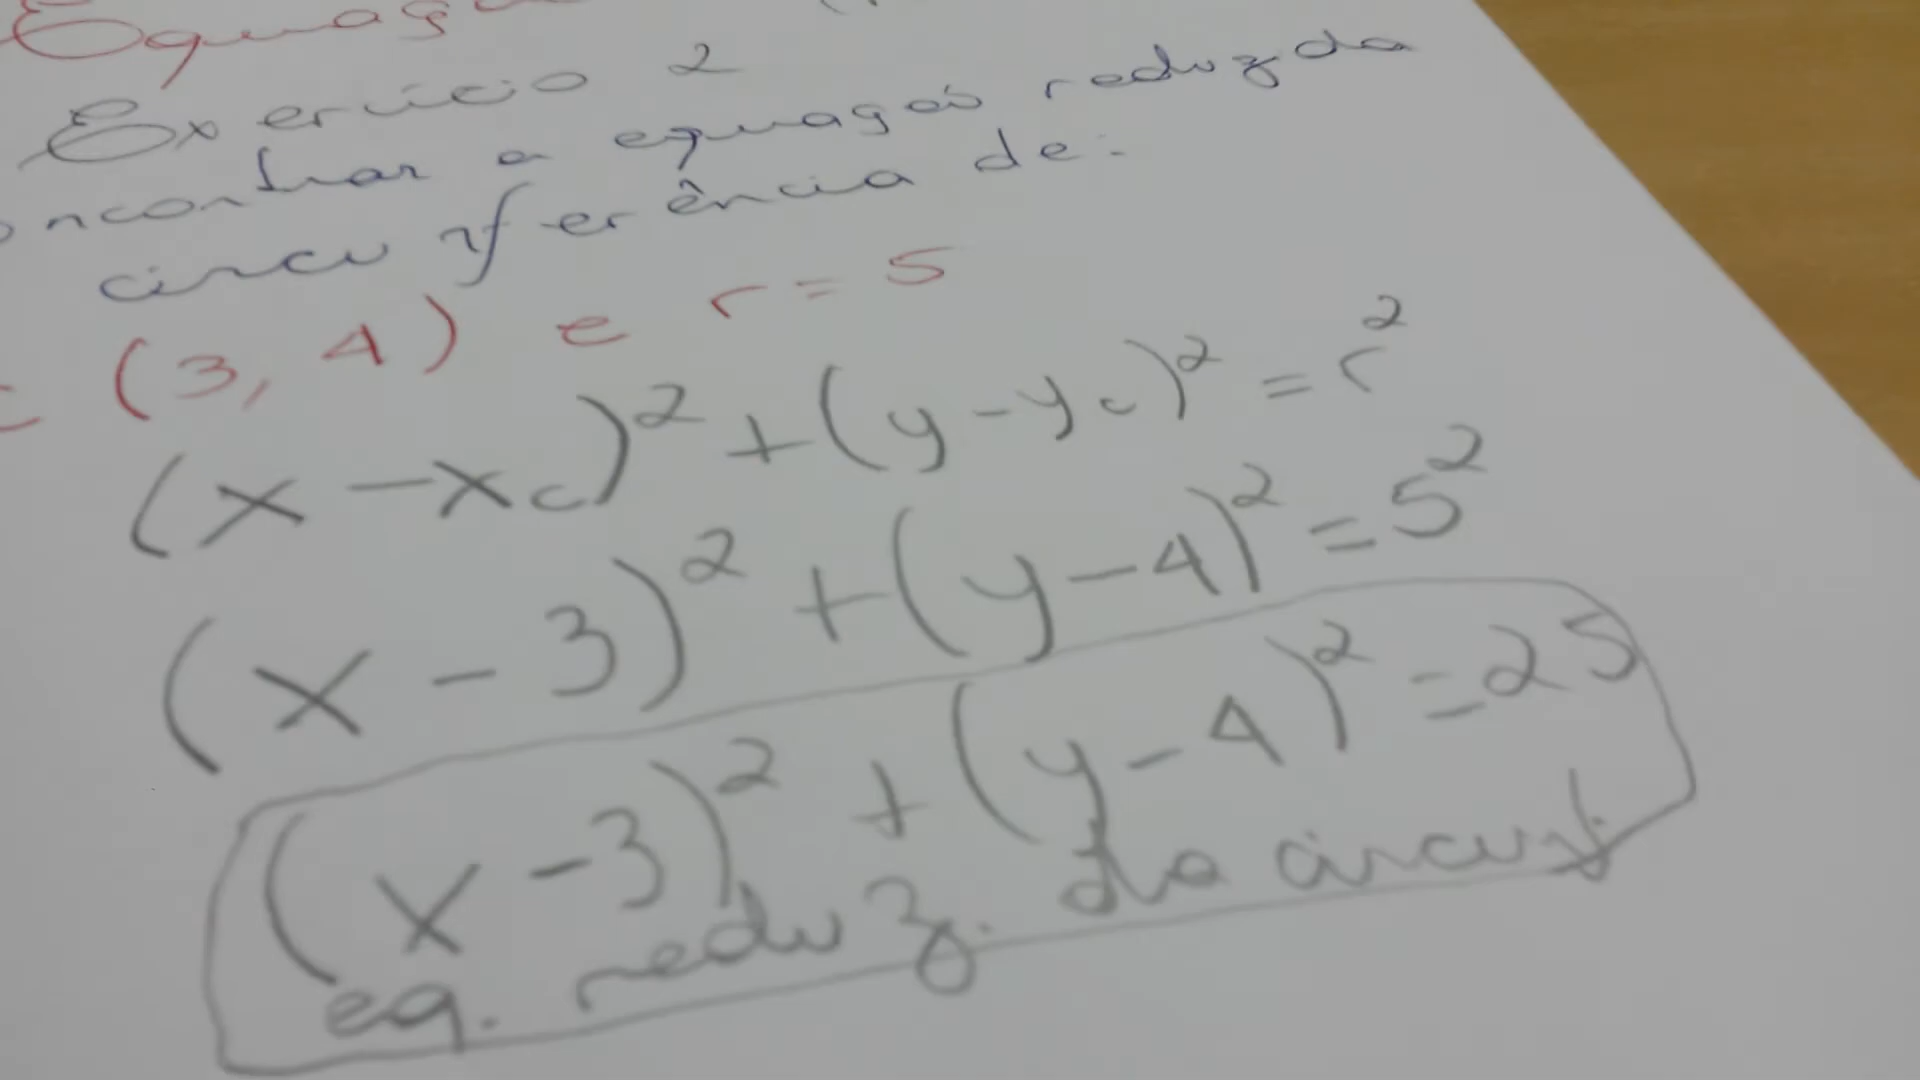 Exercício 2
encontrar a equação reduzida
circunferência de:
C (3, 4) e r = 5
(x - xc)² + (y - yc)² = r²
(x - 3)² + (y - 4)² = 5²
(x - 3)² + (y - 4)² = 25
eq. reduz. da circunf